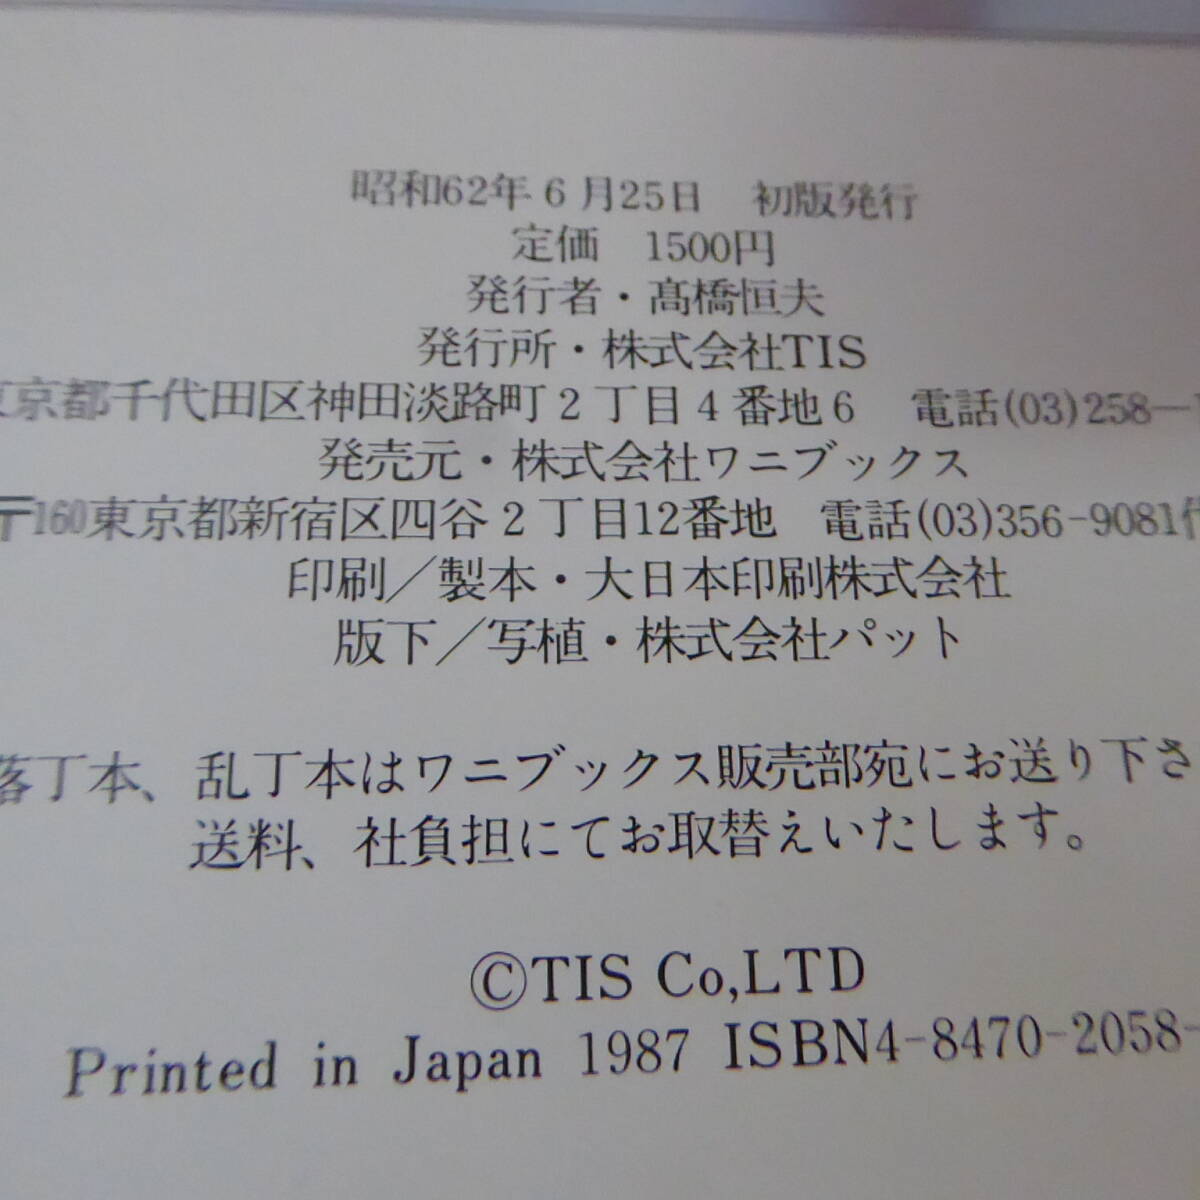 昭和62年6月25日　初版発行
定価　1500円
発行者・髙橋恒夫
発行所・株式会社TIS
東京都千代田区神田淡路町2丁目4番地6　電話(03)258―
発売元・株式会社ワニブックス
〒160東京都新宿区四谷2丁目12番地　電話(03)356-9081代
印刷／製本・大日本印刷株式会社
版下／写植・株式会社パット
落丁本、乱丁本はワニブックス販売部宛にお送り下さ
送料、社負担にてお取替えいたします。
©TIS Co,LTD
Printed in Japan 1987 ISBN4-8470-2058-